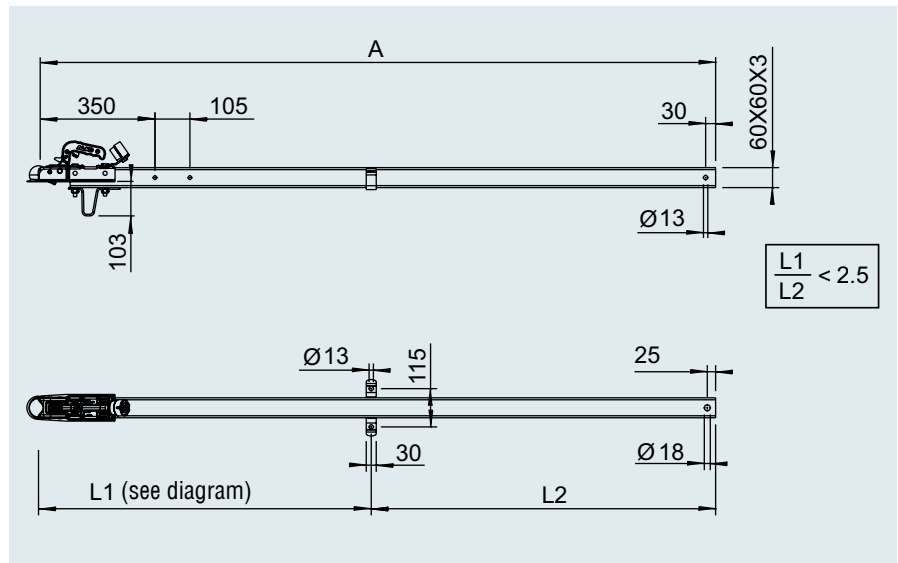 A
350
105
30
60X60X3
103
Ø13
L1
L2
< 2.5
Ø13
115
25
30
Ø18
L1 (see diagram)
L2